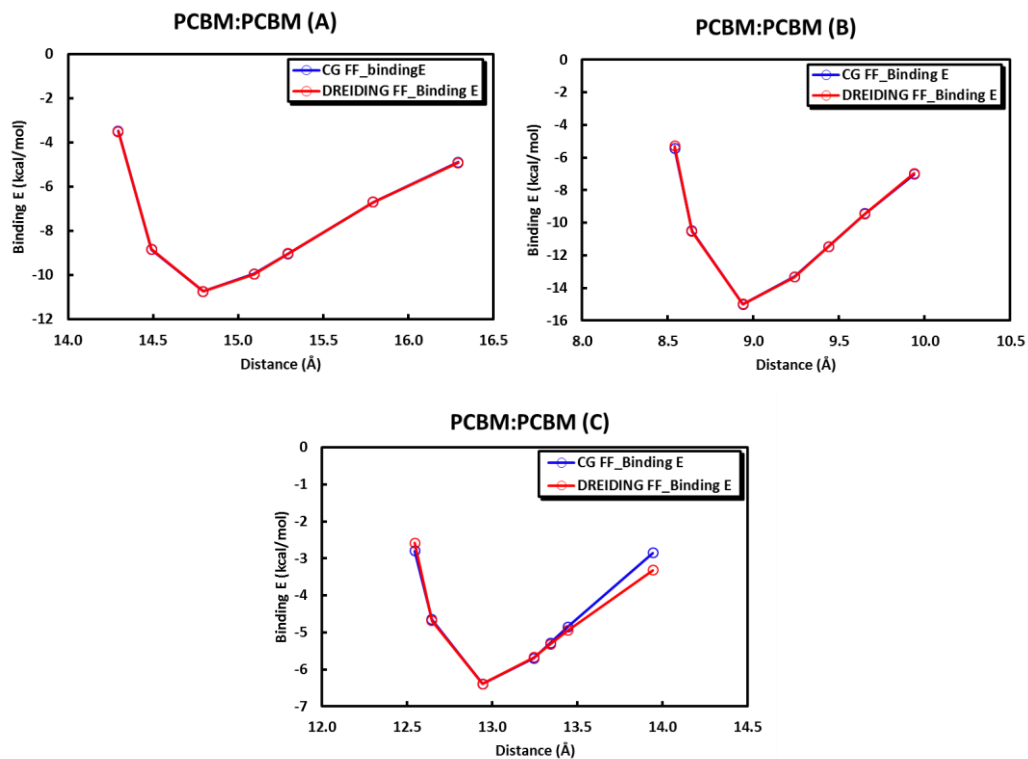 PCBM:PCBM (A)
CG FF_bindingE
DREIDING FF_Binding E
Binding E (kcal/mol)
0
-2
-4
-6
-8
-10
-12
14.0 14.5 15.0 15.5 16.0 16.5
Distance (Å)
PCBM:PCBM (B)
CG FF_Binding E
DREIDING FF_Binding E
Binding E (kcal/mol)
0
-2
-4
-6
-8
-10
-12
-14
-16
8.0 8.5 9.0 9.5 10.0 10.5
Distance (Å)
PCBM:PCBM (C)
CG FF_Binding E
DREIDING FF_Binding E
Binding E (kcal/mol)
0
-1
-2
-3
-4
-5
-6
-7
12.0 12.5 13.0 13.5 14.0 14.5
Distance (Å)